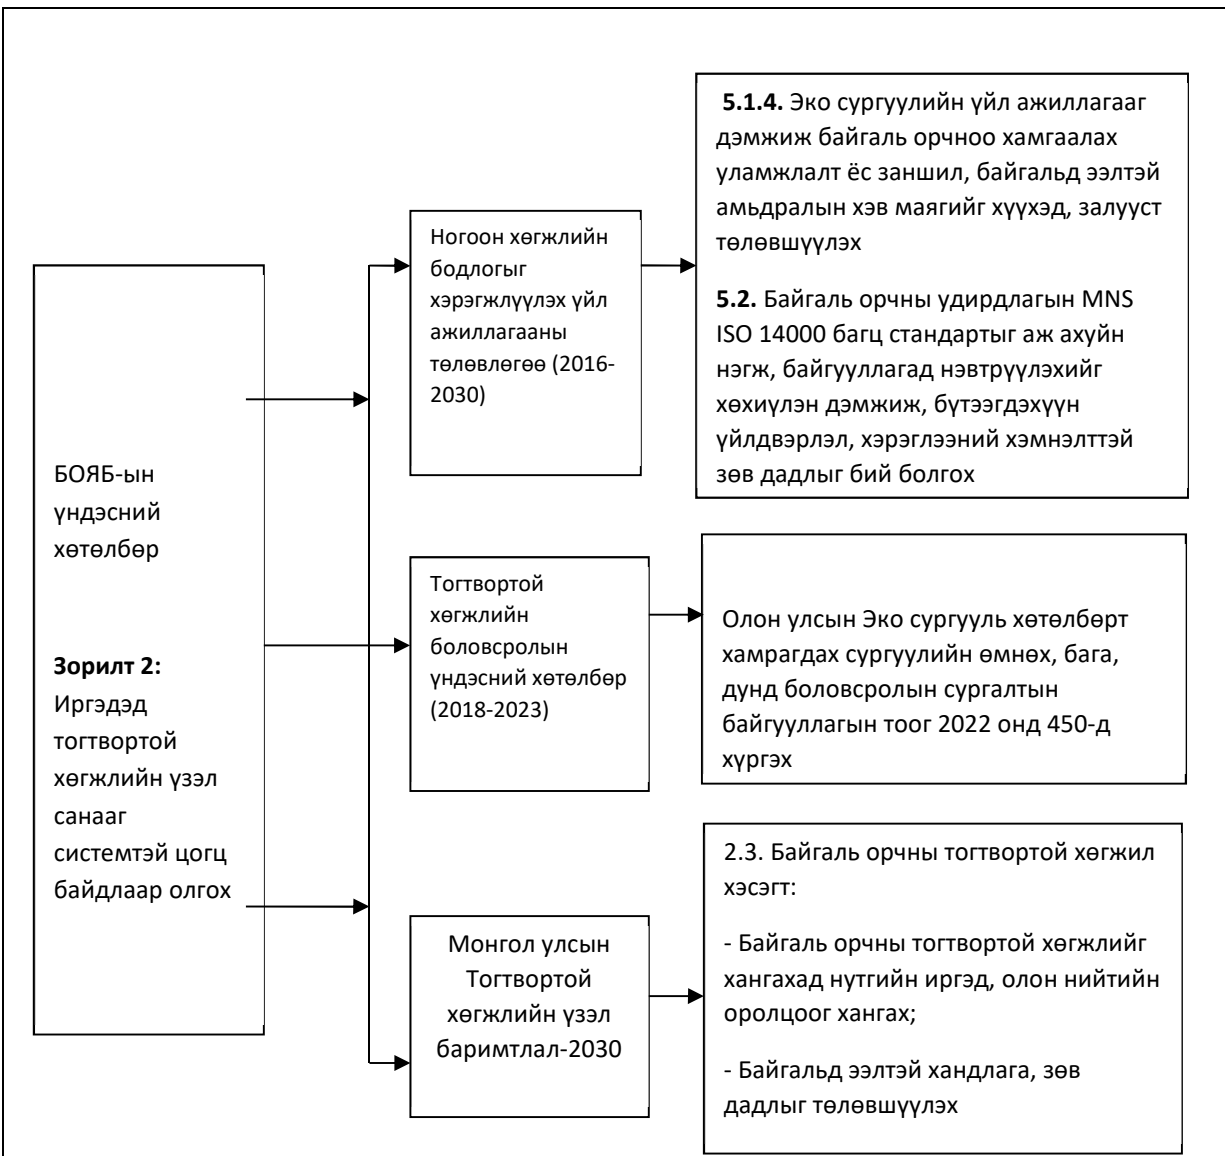 БОЯБ-ын
үндэсний
хөтөлбөр
Зорилт 2:
Иргэдэд
тогтвортой
хөгжлийн үзэл
санааг
системтэй цогц
байдлаар олгох
Ногоон хөгжлийн
бодлогыг
хэрэгжлүүлэх үйл
ажиллагааны
төлөвлөгөө (2016-
2030)
5.1.4. Эко сургуулийн үйл ажиллагааг
дэмжиж байгаль орчноо хамгаалах
уламжлалт ёс заншил, байгальд ээлтэй
амьдралын хэв маягийг хүүхэд, залууст
төлөвшүүлэх
5.2. Байгаль орчны удирдлагын MNS
ISO 14000 багц стандартыг аж ахуйн
нэгж, байгууллагад нэвтрүүлэхийг
хөхиүлэн дэмжиж, бүтээгдэхүүн
үйлдвэрлэл, хэрэглээний хэмнэлттэй
зөв дадлыг бий болгох
Тогтвортой
хөгжлийн
боловсролын
үндэсний хөтөлбөр
(2018-2023)
Олон улсын Эко сургууль хөтөлбөрт
хамрагдах сургуулийн өмнөх, бага,
дунд боловсролын сургалтын
байгууллагын тоог 2022 онд 450-д
хүргэх
Монгол улсын
Тогтвортой
хөгжлийн үзэл
баримтлал-2030
2.3. Байгаль орчны тогтвортой хөгжил
хэсэгт:
- Байгаль орчны тогтвортой хөгжлийг
хангахад нутгийн иргэд, олон нийтийн
оролцоог хангах;
- Байгальд ээлтэй хандлага, зөв
дадлыг төлөвшүүлэх